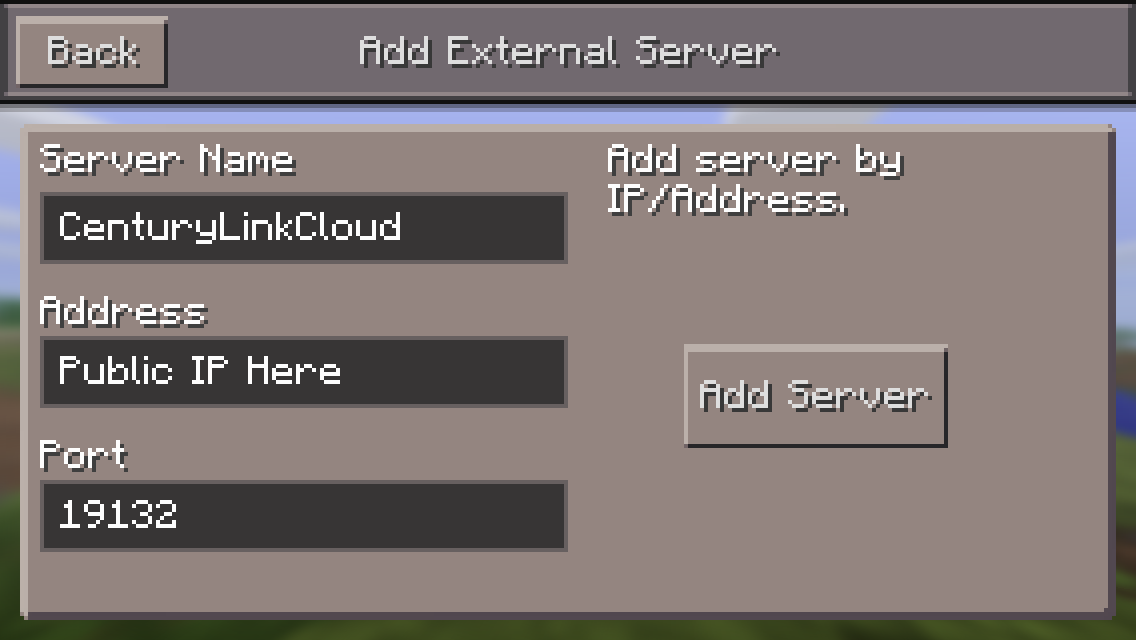 Back
Add External Server
Server Name
CenturyLinkCloud
Address
Public IP Here
Port
19132
Add server by
IP/Address.
Add Server